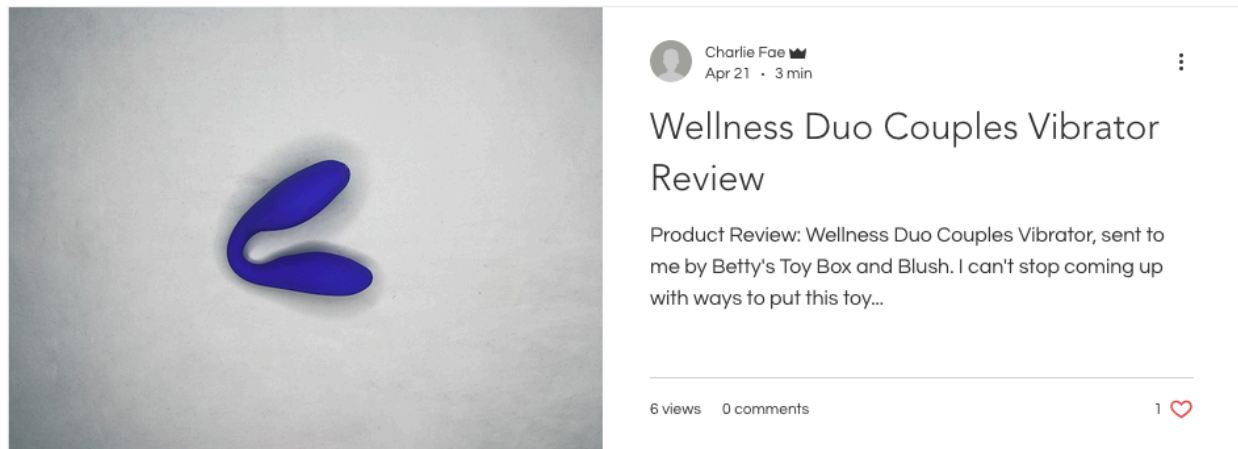 Charlie Fae
Apr 21 · 3 min
Wellness Duo Couples Vibrator
Review
Product Review: Wellness Duo Couples Vibrator, sent to
me by Betty's Toy Box and Blush. I can't stop coming up
with ways to put this toy...
6 views 0 comments 1